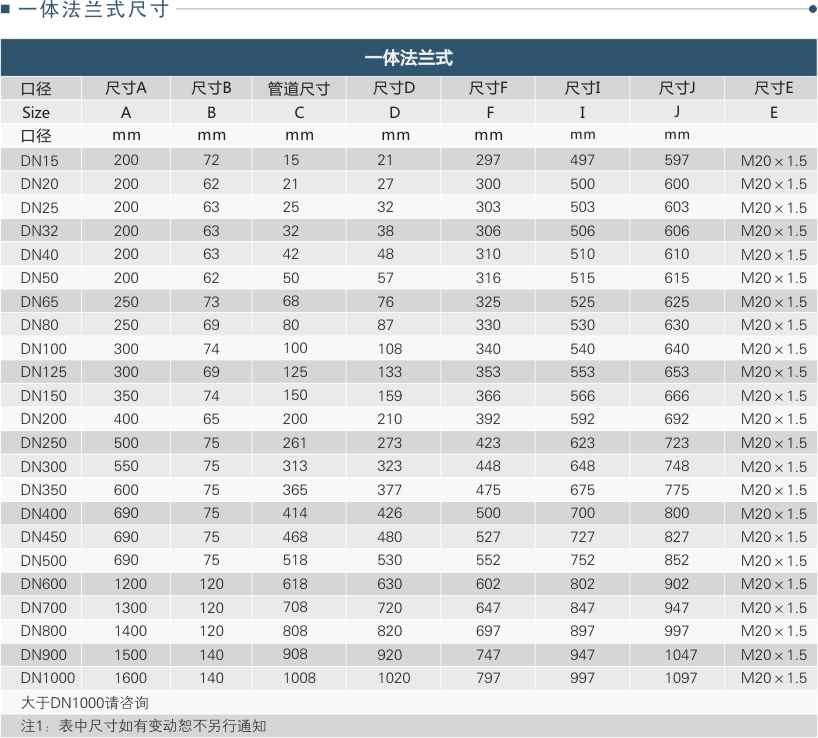 一体法兰式尺寸
一体法兰式
口径 尺寸A 尺寸B 管道尺寸 尺寸D 尺寸F 尺寸I 尺寸J 尺寸E
Size A B C D F I J E
口径 mm mm mm mm mm mm mm
DN15 200 72 15 21 297 497 597 M20×1.5
DN20 200 62 21 27 300 500 600 M20×1.5
DN25 200 63 25 32 303 503 603 M20×1.5
DN32 200 63 32 38 306 506 606 M20×1.5
DN40 200 63 42 48 310 510 610 M20×1.5
DN50 200 62 50 57 316 515 615 M20×1.5
DN65 250 73 68 76 325 525 625 M20×1.5
DN80 250 69 80 87 330 530 630 M20×1.5
DN100 300 74 100 108 340 540 640 M20×1.5
DN125 300 69 125 133 353 553 653 M20×1.5
DN150 350 74 150 159 366 566 666 M20×1.5
DN200 400 65 200 210 392 592 692 M20×1.5
DN250 500 75 261 273 423 623 723 M20×1.5
DN300 550 75 313 323 448 648 748 M20×1.5
DN350 600 75 365 377 475 675 775 M20×1.5
DN400 690 75 414 426 500 700 800 M20×1.5
DN450 690 75 468 480 527 727 827 M20×1.5
DN500 690 75 518 530 552 752 852 M20×1.5
DN600 1200 120 618 630 602 802 902 M20×1.5
DN700 1300 120 708 720 647 847 947 M20×1.5
DN800 1400 120 808 820 697 897 997 M20×1.5
DN900 1500 140 908 920 747 947 1047 M20×1.5
DN1000 1600 140 1008 1020 797 997 1097 M20×1.5
大于DN1000请咨询
注1：表中尺寸如有变动恕不另行通知